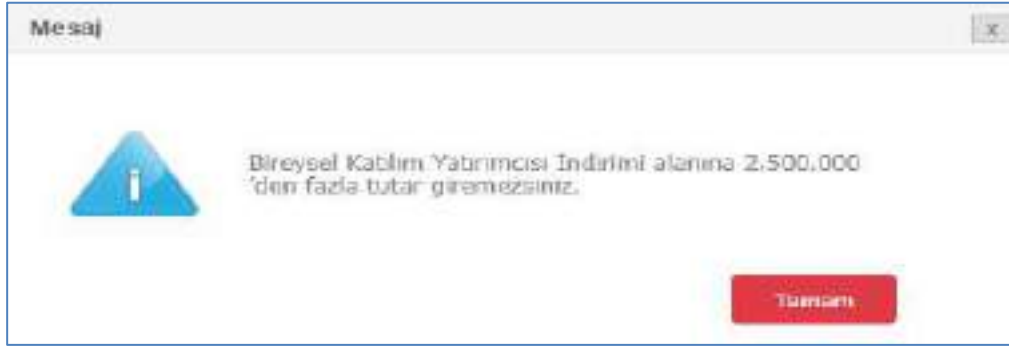 Mesaj
x
i
Bireysel Katılım Yatırımcısı İndirimi alanına 2.500.000
'den fazla tutar giremezsiniz.
Tamam